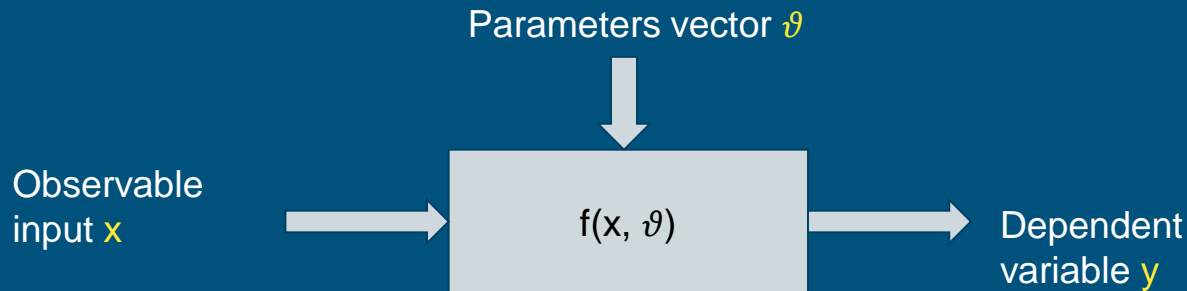 Parameters vector ϑ
Observable
input x
f(x, ϑ)
Dependent
variable y